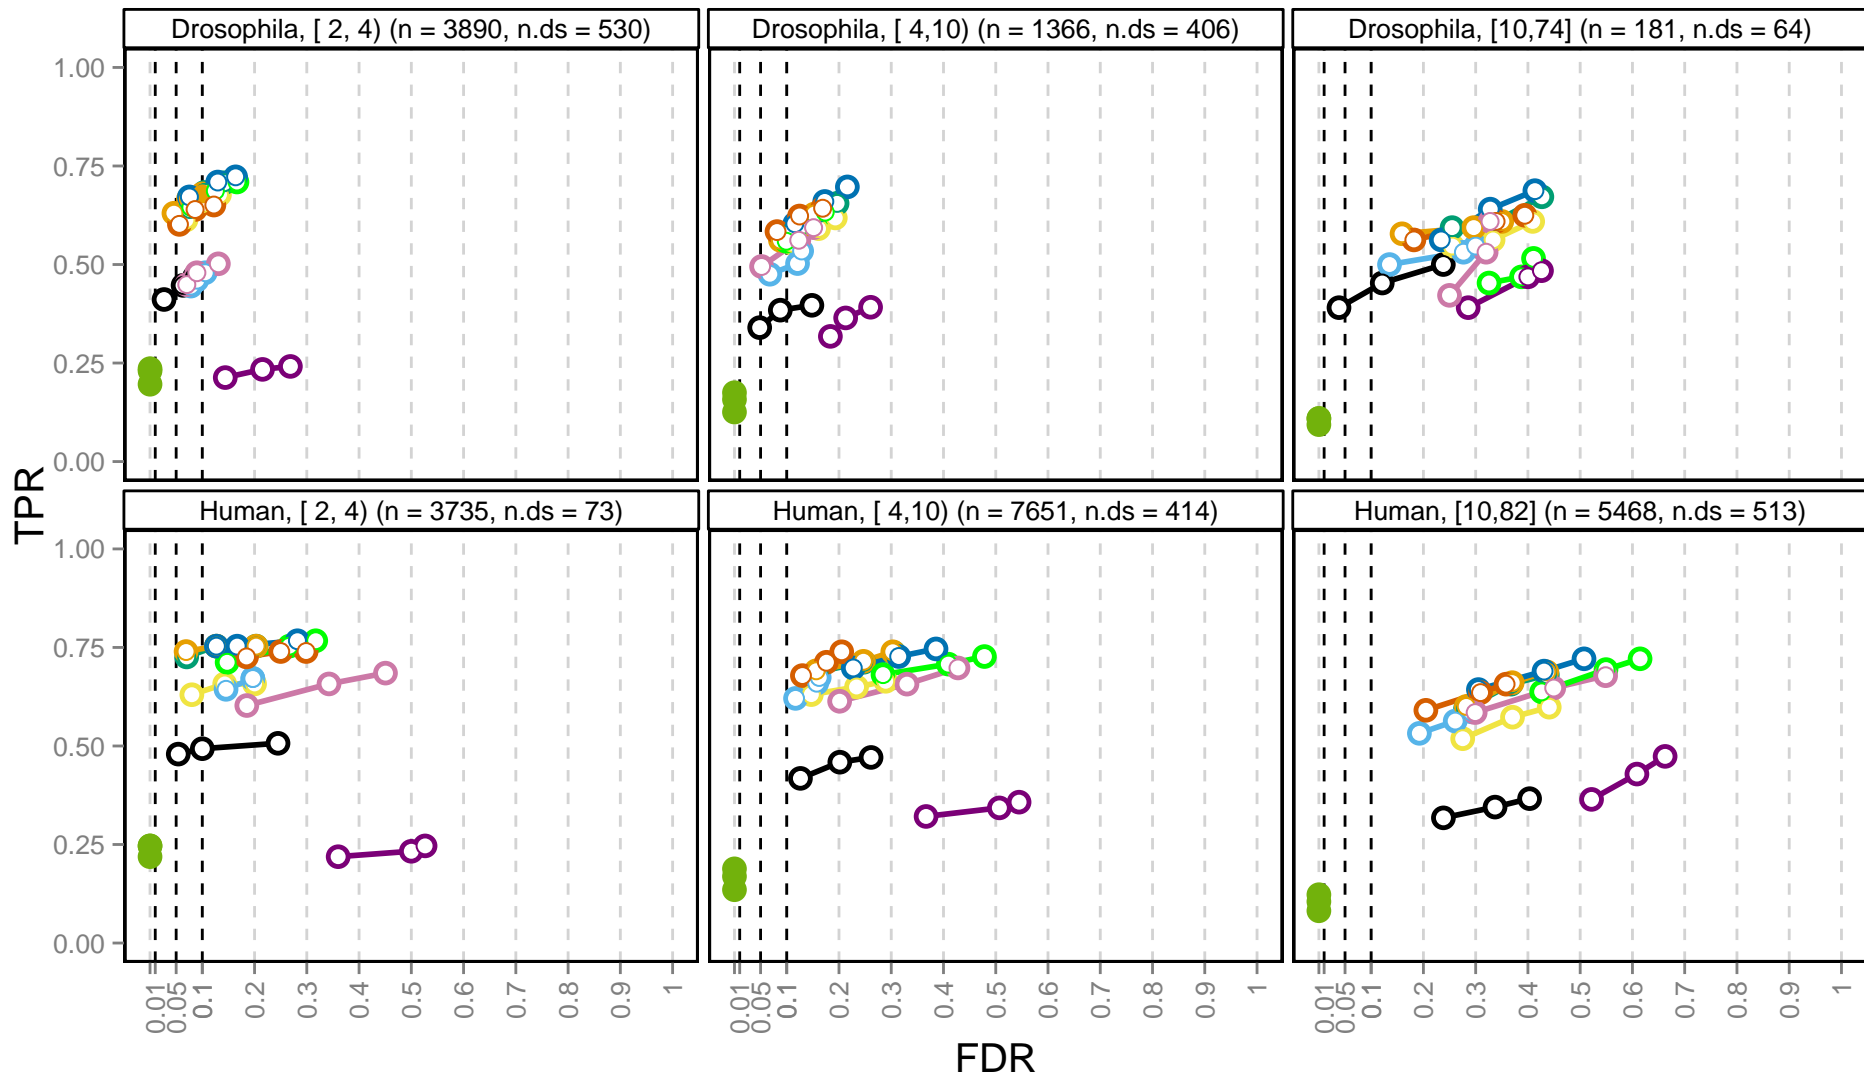 Drosophila, [ 2, 4) (n = 3890, n.ds = 530)
Drosophila, [ 4,10) (n = 1366, n.ds = 406)
Drosophila, [10,74] (n = 181, n.ds = 64)
1.00
0.75
0.50
0.25
0.00
TPR
Human, [ 2, 4) (n = 3735, n.ds = 73)
Human, [ 4,10) (n = 7651, n.ds = 414)
Human, [10,82] (n = 5468, n.ds = 513)
1.00
0.75
0.50
0.25
0.00
0.01 0.05 0.1 0.2 0.3 0.4 0.5 0.6 0.7 0.8 0.9 1
0.01 0.05 0.1 0.2 0.3 0.4 0.5 0.6 0.7 0.8 0.9 1
0.01 0.05 0.1 0.2 0.3 0.4 0.5 0.6 0.7 0.8 0.9 1
FDR